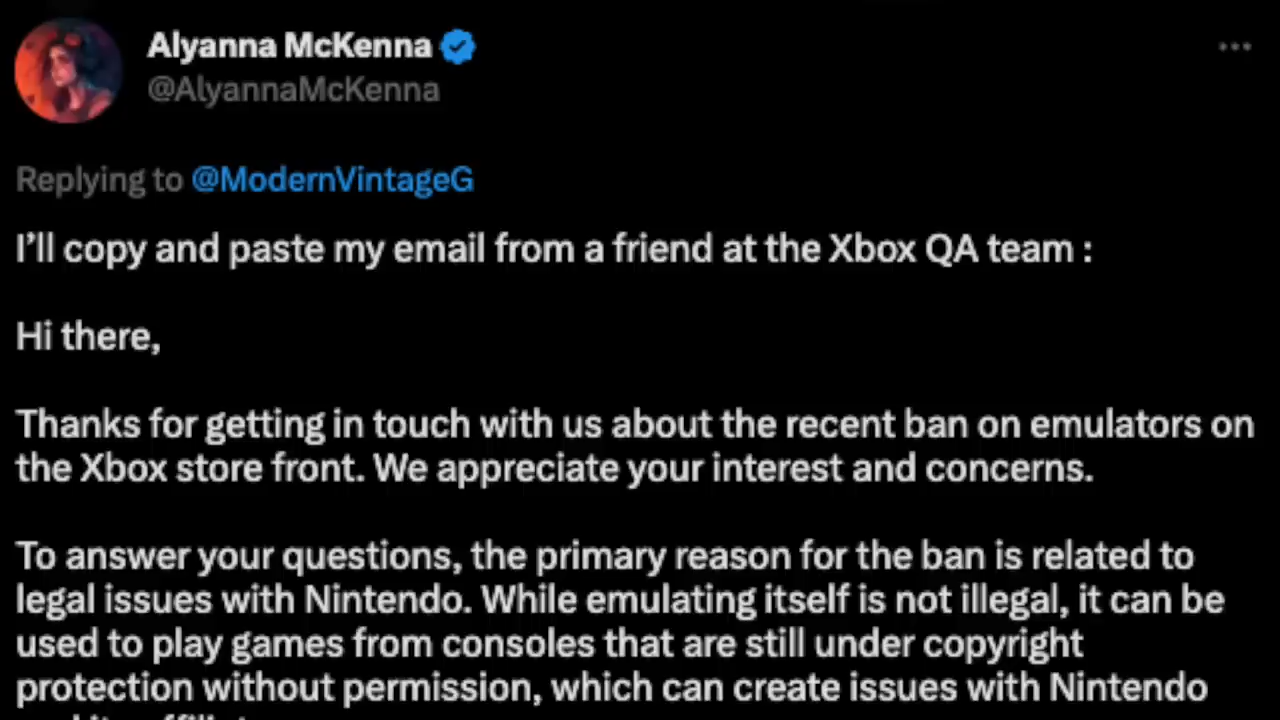 Alyanna McKenna
@AlyannaMcKenna
Replying to @ModernVintageG
I’ll copy and paste my email from a friend at the Xbox QA team :
Hi there,
Thanks for getting in touch with us about the recent ban on emulators on
the Xbox store front. We appreciate your interest and concerns.
To answer your questions, the primary reason for the ban is related to
legal issues with Nintendo. While emulating itself is not illegal, it can be
used to play games from consoles that are still under copyright
protection without permission, which can create issues with Nintendo